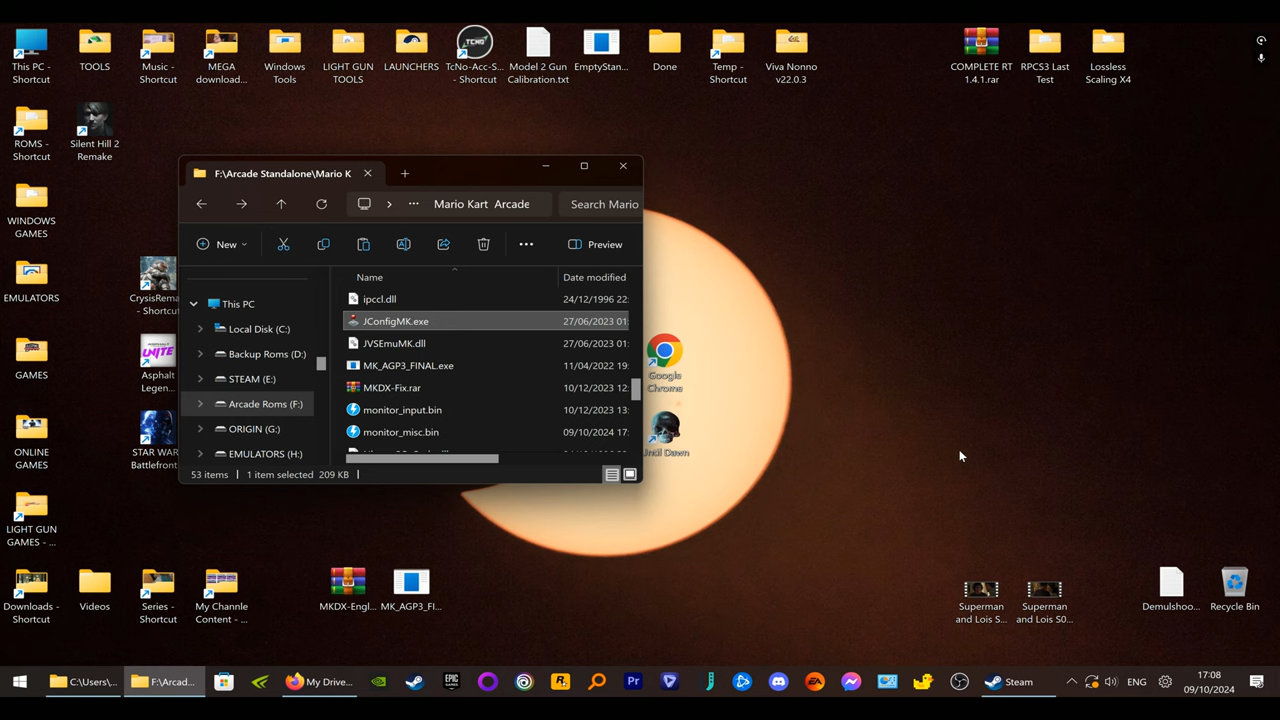 This PC -
Shortcut
TOOLS
Music -
Shortcut
MEGA
download...
Windows
Tools
LIGHT GUN
TOOLS
LAUNCHERS
TCNO
TcNo-Acc-S...
- Shortcut
Model 2 Gun
Calibration.txt
EmptyStan...
Done
Temp -
Shortcut
Viva Nonno
v22.0.3
COMPLETE RT
1.4.1.rar
RPCS3 Last
Test
Lossless
Scaling X4
ROMS -
Shortcut
Silent Hill 2
Remake
WINDOWS
GAMES
EMULATORS
CrysisRema...
- Shortcut
GAMES
Asphalt
Legen...
ONLINE
GAMES
STAR WAR...
Battlefront
LIGHT GUN
GAMES - ...
F:\Arcade Standalone\Mario K
Mario Kart Arcade
Search Mario
New
Preview
Name
Date modified
This PC
Local Disk (C:)
Backup Roms (D:)
STEAM (E:)
Arcade Roms (F:)
ORIGIN (G:)
EMULATORS (H:)
ipccl.dll
24/12/1996 22:
JConfigMK.exe
27/06/2023 01:
JVSEmuMK.dll
27/06/2023 01:
MK_AGP3_FINAL.exe
11/04/2022 19:
MKDX-Fix.rar
10/12/2023 12:
monitor_input.bin
10/12/2023 13:
monitor_misc.bin
09/10/2024 17:
53 items
1 item selected 209 KB
Google
Chrome
Until Dawn
Downloads -
Shortcut
Videos
Series -
Shortcut
My Channle
Content - ...
MKDX-Engl...
MK_AGP3_FI...
Superman
and Lois S...
Superman
and Lois S0...
Demulshoo...
Recycle Bin
C:\Users\...
F:\Arcad...
My Drive...
EPIC
GAMES
Pr
EA
Steam
ENG
17:08
09/10/2024